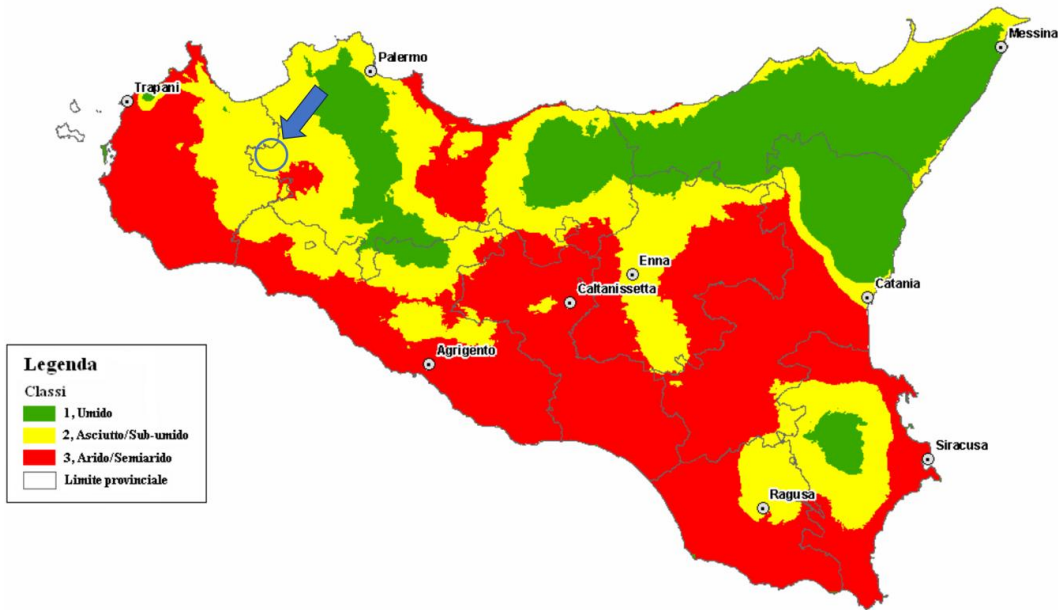 Messina
Palermo
Trapani
Enna
Caltanissetta
Catania
Agrigento
Siracusa
Ragusa
Legenda
Classi
1, Umido
2, Asciutto/Sub-umido
3, Arido/Semiarido
Limite provinciale